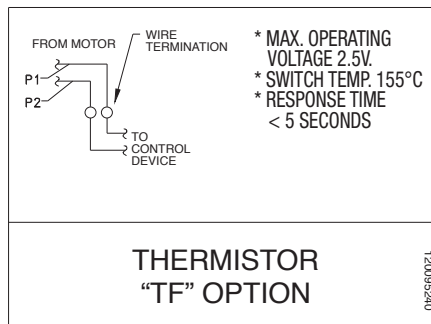 FROM MOTOR
WIRE
TERMINATION
P1
P2
TO
CONTROL
DEVICE
* MAX. OPERATING
VOLTAGE 2.5V.
* SWITCH TEMP. 155°C
* RESPONSE TIME
< 5 SECONDS
THERMISTOR
“TF” OPTION
120095240